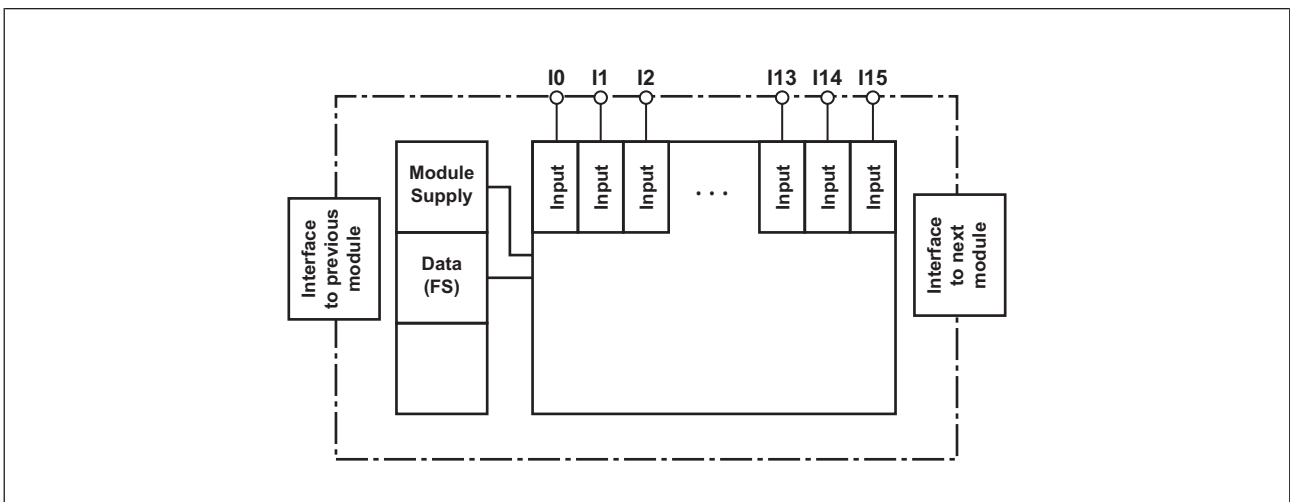 I0 I1 I2 I13 I14 I15
Module
Supply
Input Input Input ... Input Input Input
Interface
to previous
module
Data
(FS)
Interface
to next
module